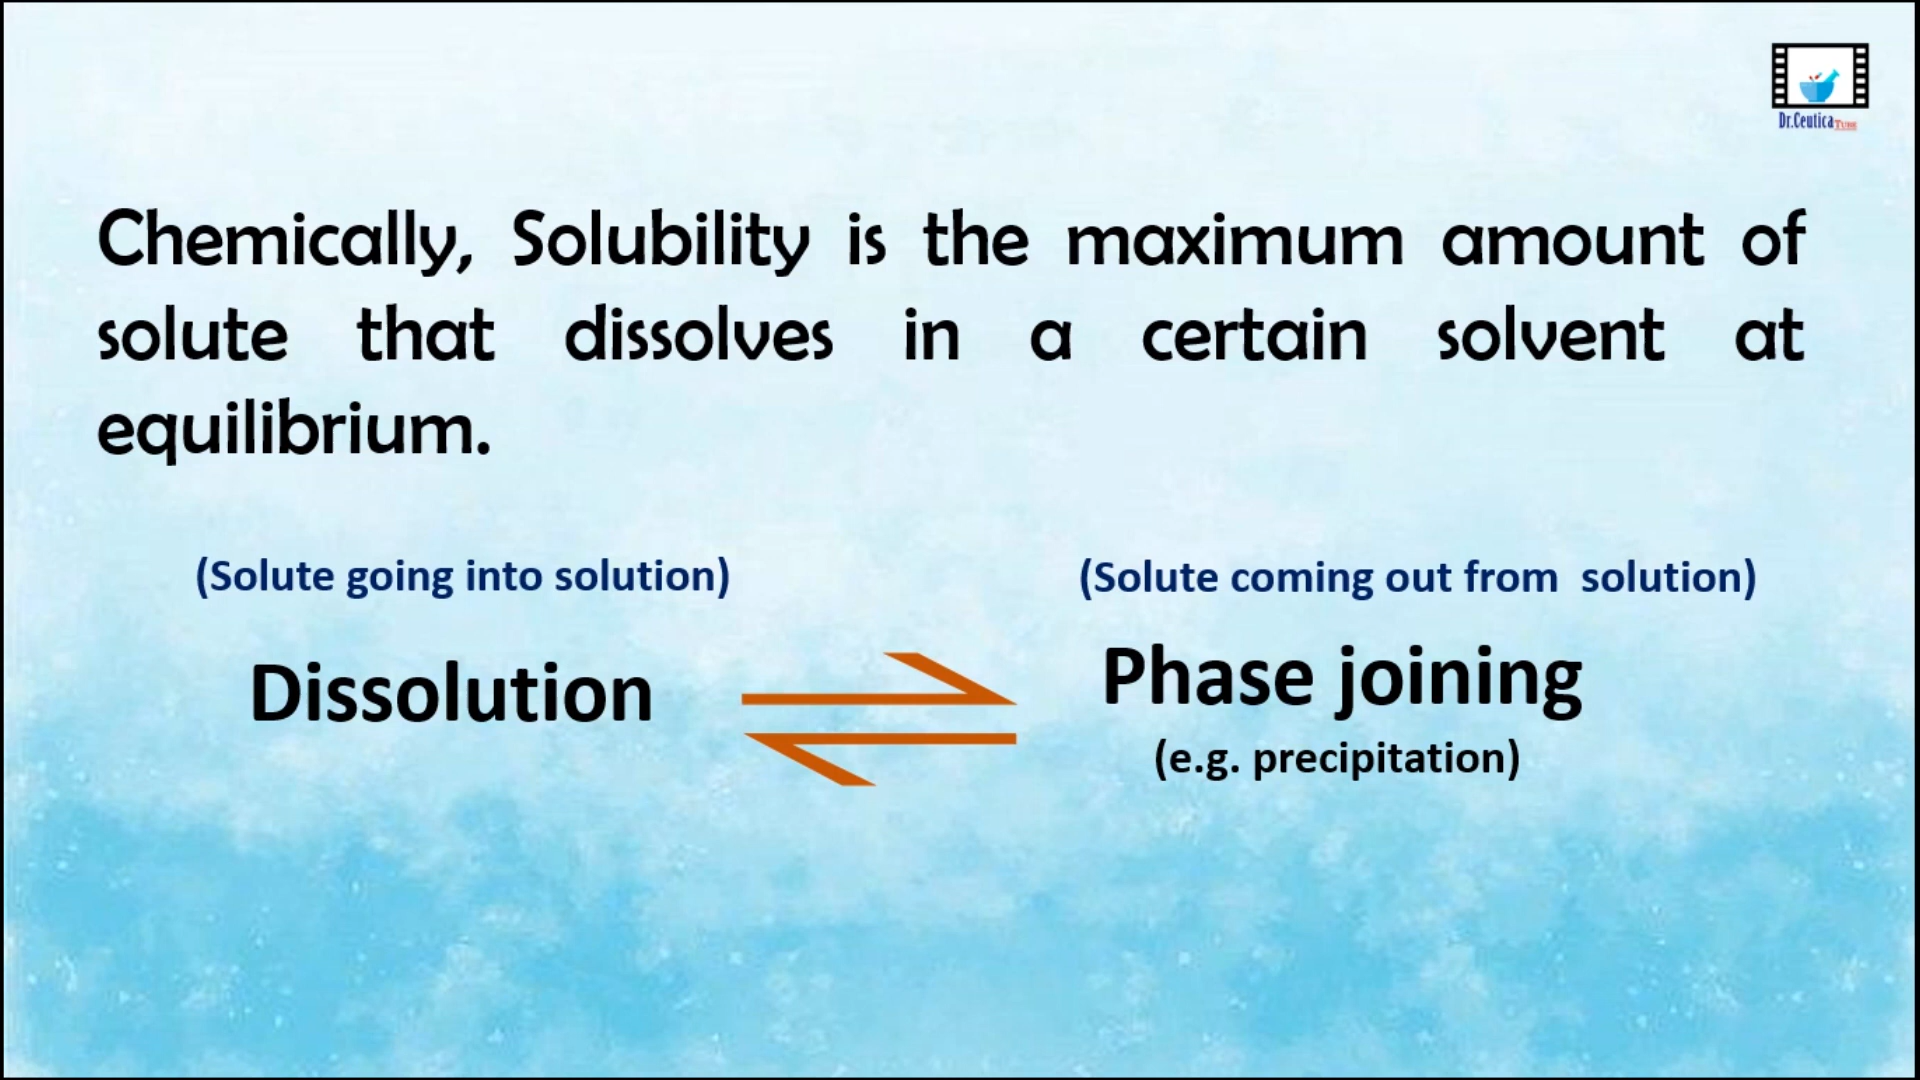 Dr.Ceutica TUBE
Chemically, Solubility is the maximum amount of
solute that dissolves in a certain solvent at
equilibrium.
(Solute going into solution)
(Solute coming out from solution)
Dissolution
Phase joining
(e.g. precipitation)